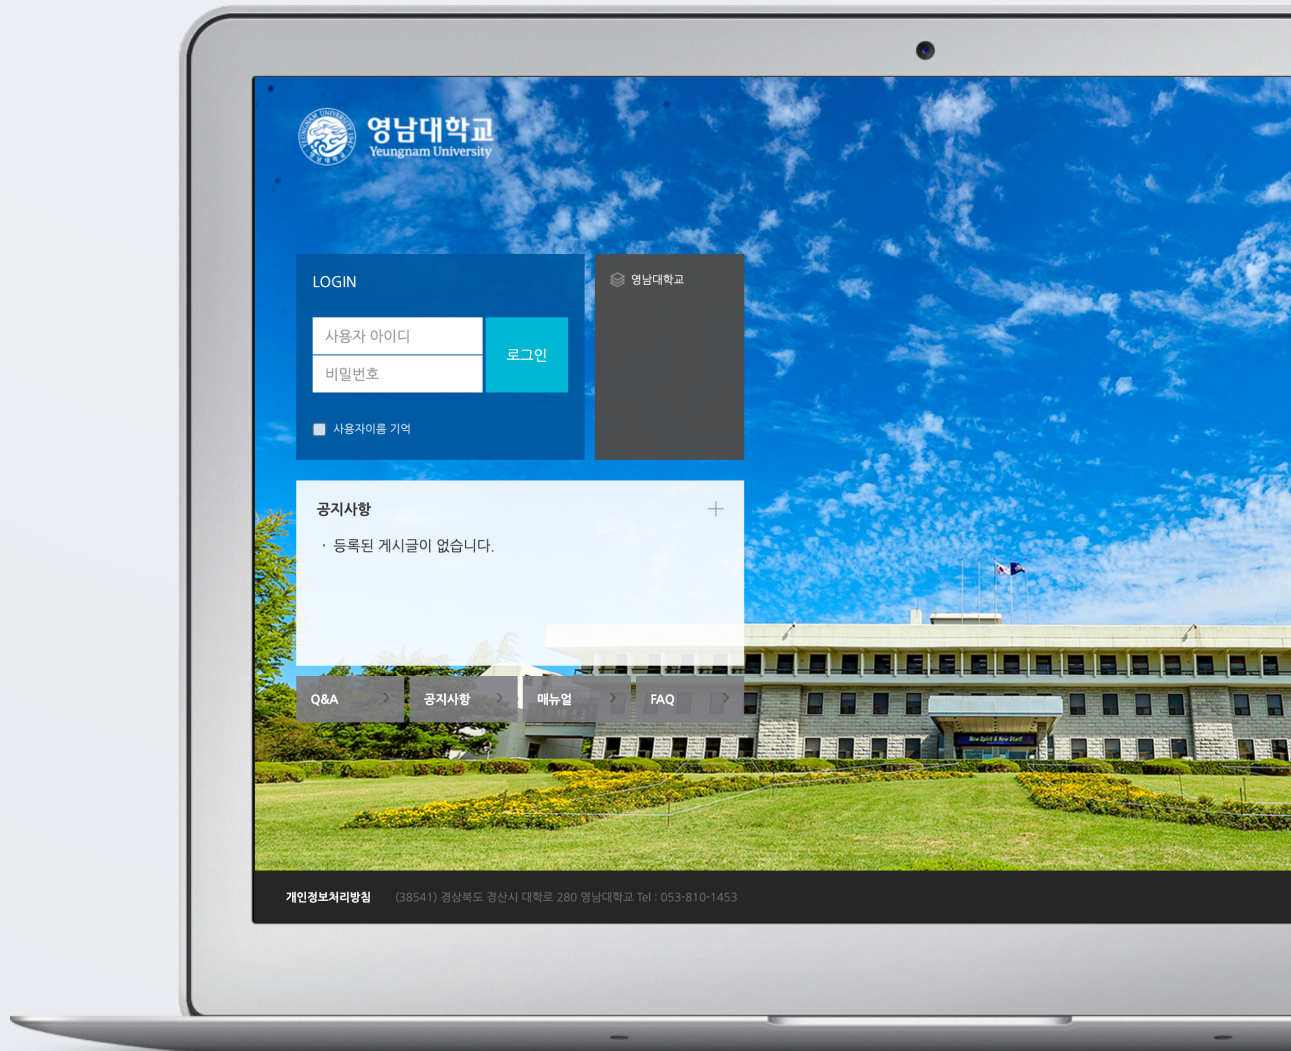 영남대학교
Yeungnam University
LOGIN
영남대학교
사용자 아이디
로그인
비밀번호
사용자이름 기억
공지사항
· 등록된 게시글이 없습니다.
New Spirit & New Start!
Q&A
공지사항
매뉴얼
FAQ
개인정보처리방침
(38541) 경상북도 경산시 대학로 280 영남대학교 Tel : 053-810-1453